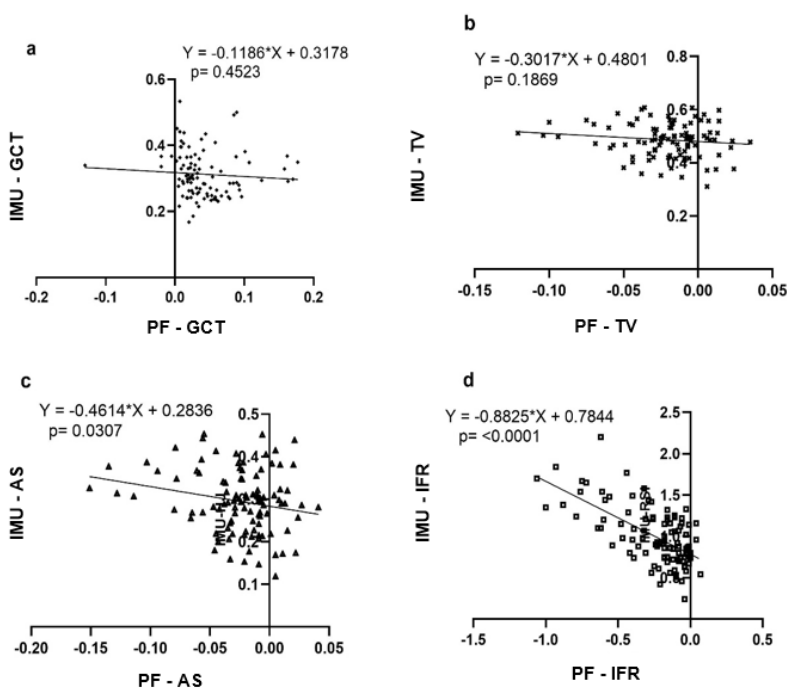 a
Y = -0.1186*X + 0.3178
p= 0.4523
0.6
0.4
0.2
IMU - GCT
-0.2
-0.1
0.0
0.1
0.2
PF - GCT
b
Y = -0.3017*X + 0.4801
p= 0.1869
0.8
0.6
0.4
0.2
IMU - TV
-0.15
-0.10
-0.05
0.00
0.05
PF - TV
c
Y = -0.4614*X + 0.2836
p= 0.0307
0.5
0.4
0.2
0.1
IMU - AS
-0.20
-0.15
-0.10
-0.05
0.00
0.05
PF - AS
d
Y = -0.8825*X + 0.7844
p= <0.0001
2.5
2.0
1.5
IMU - IFR
-1.5
-1.0
-0.5
0.0
0.5
PF - IFR